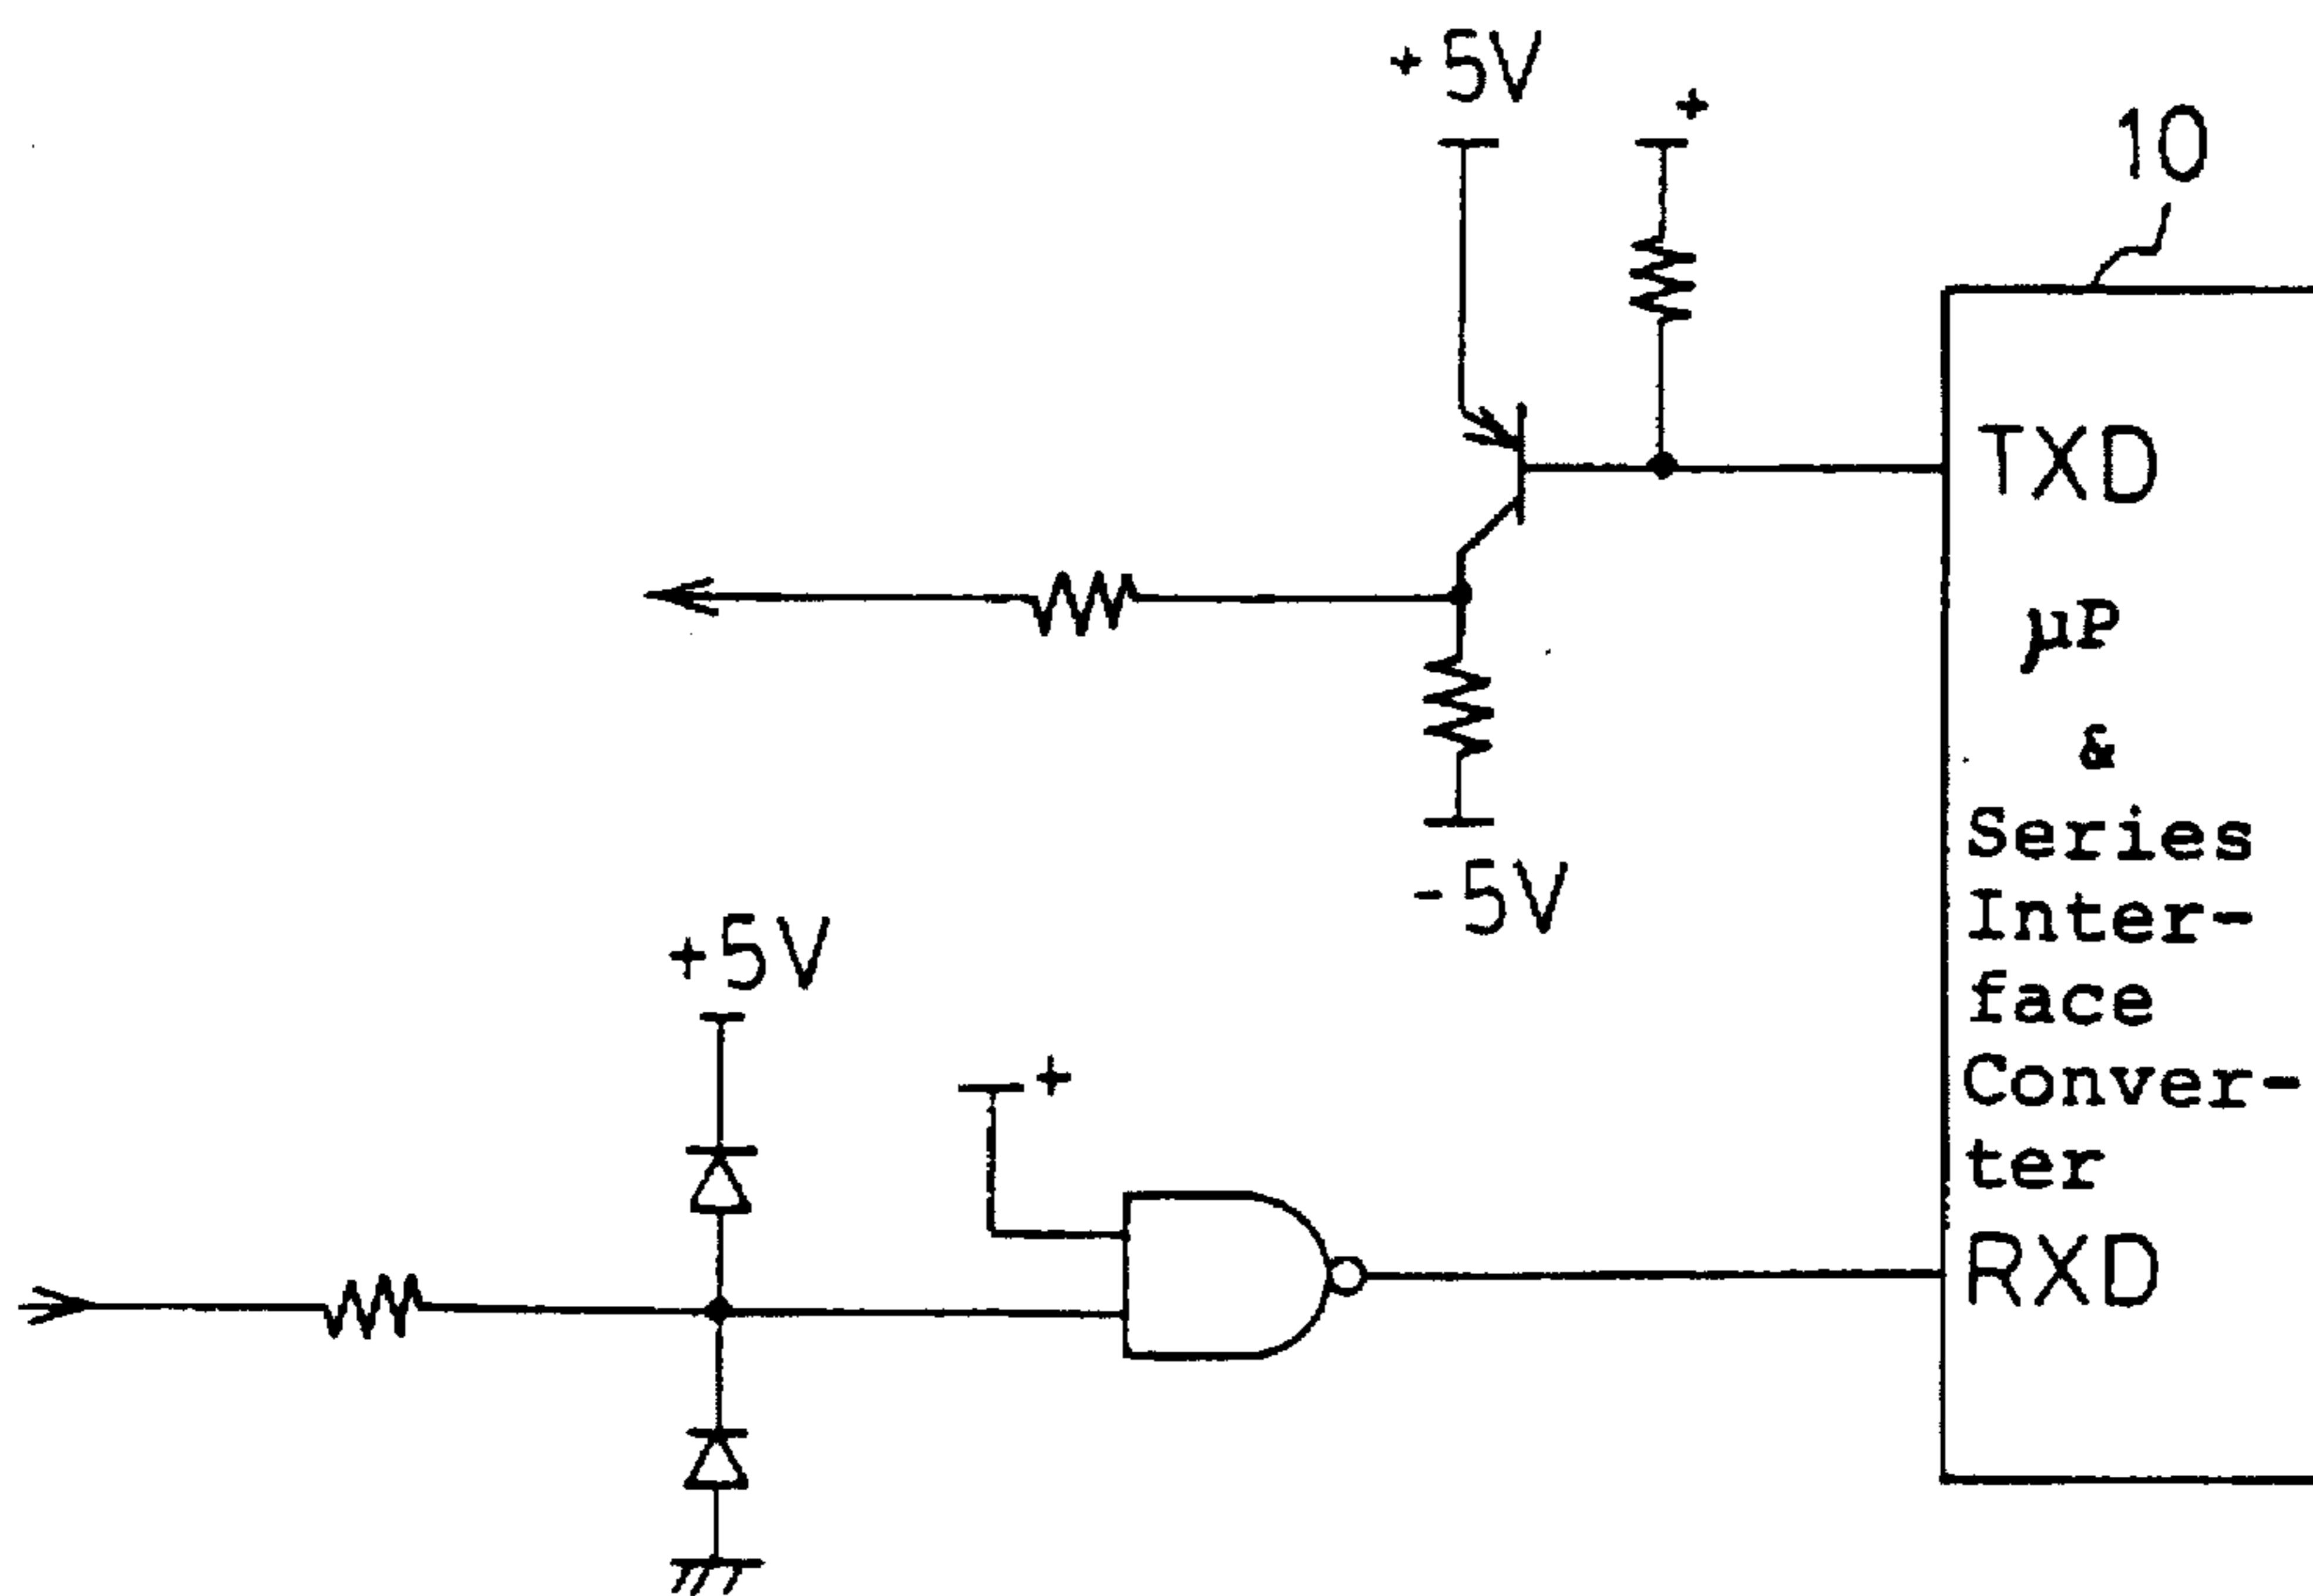 +5V
+
10
TXD
μP
&
Series
Inter-
face
Conver-
ter
RXD
-5V
+5V
+